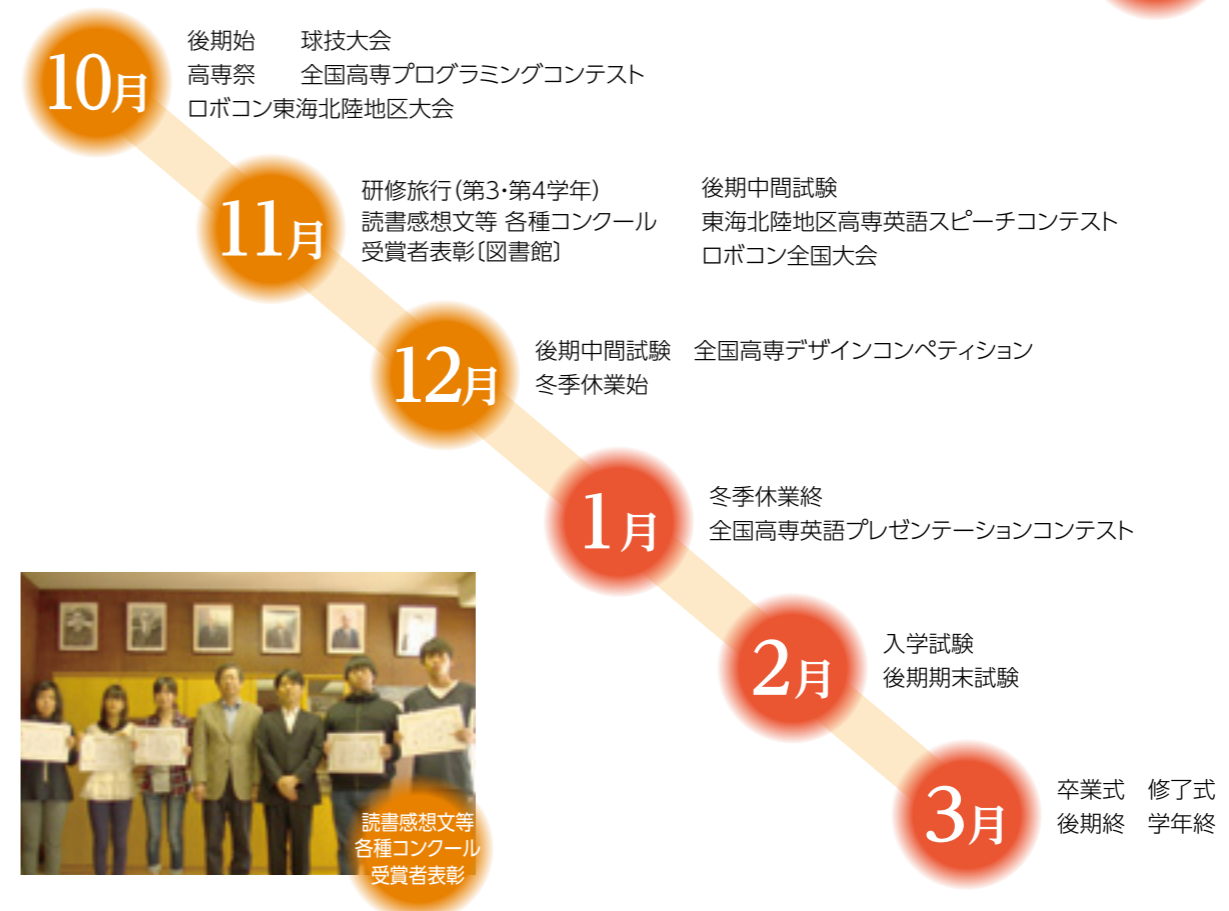 10月
後期始　　球技大会
高専祭　　全国高専プログラミングコンテスト
ロボコン東海北陸地区大会
11月
研修旅行（第3・第4学年）
読書感想文等 各種コンクール
受賞者表彰〔図書館〕
後期中間試験
東海北陸地区高専英語スピーチコンテスト
ロボコン全国大会
12月
後期中間試験　全国高専デザインコンペティション
冬季休業始
1月
冬季休業終
全国高専英語プレゼンテーションコンテスト
2月
入学試験
後期期末試験
3月
卒業式　修了式
後期終　学年終
読書感想文等
各種コンクール
受賞者表彰